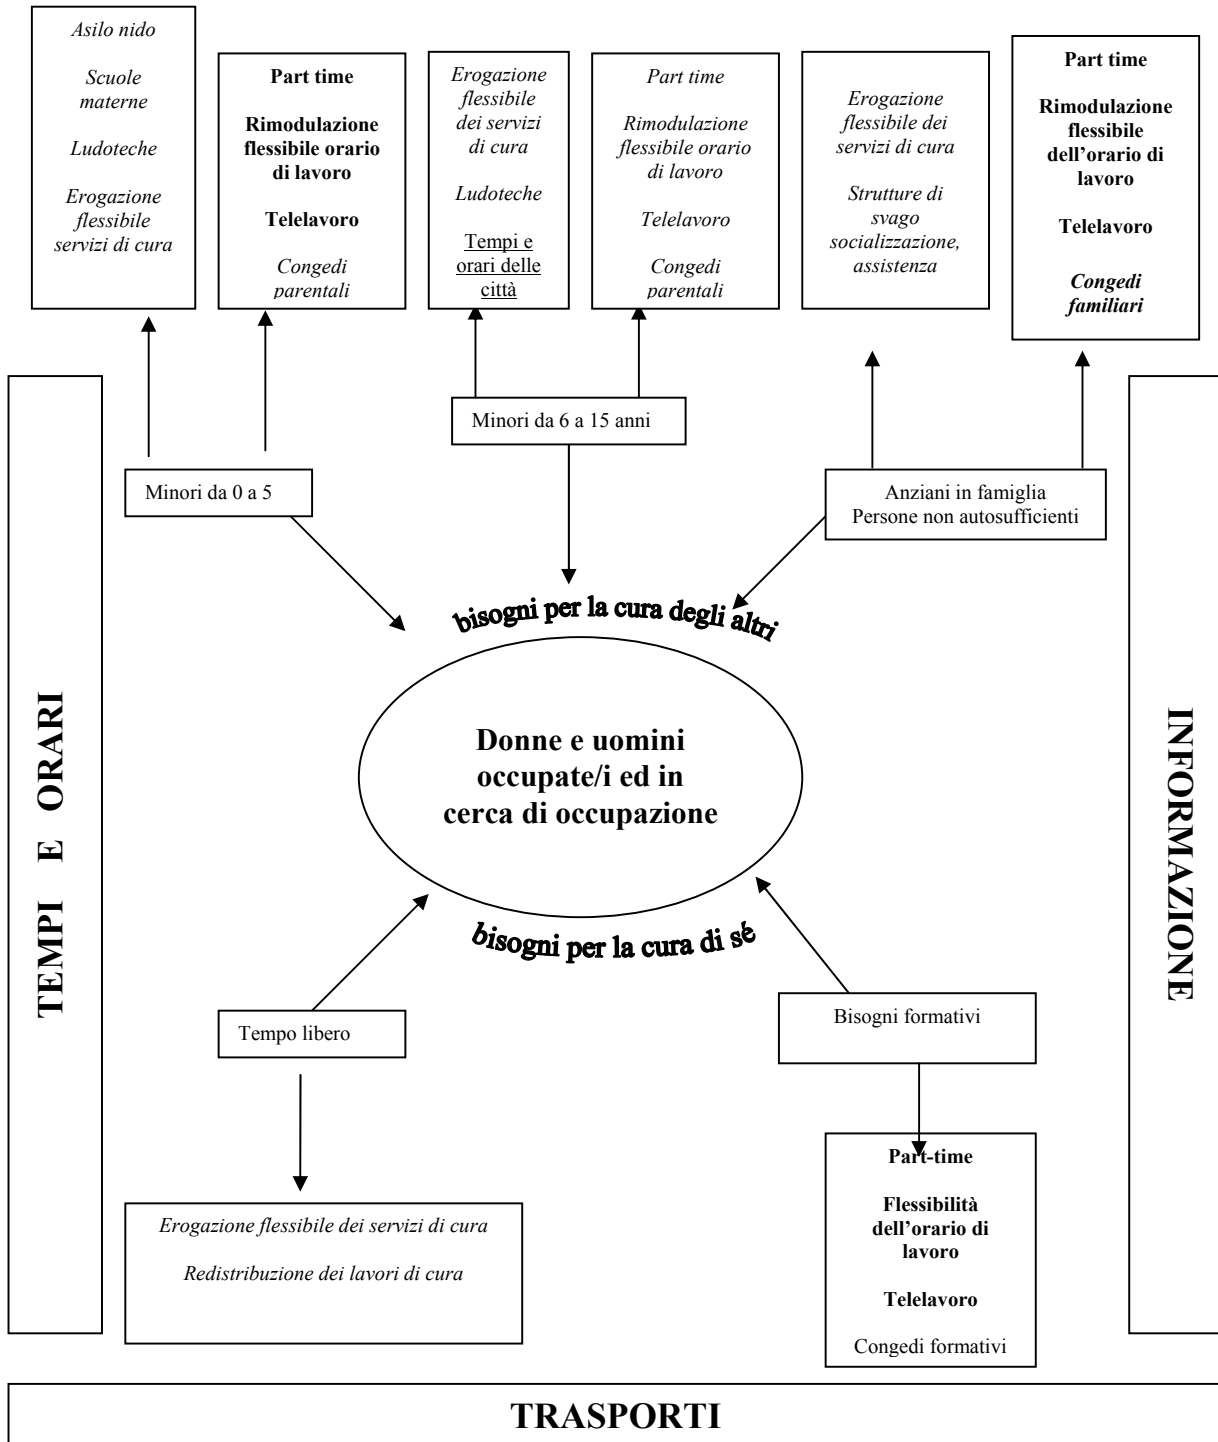 Asilo nido
Scuole
materne
Ludoteche
Erogazione
flessibile
servizi di cura
Part time
Rimodulazione
flessibile orario
di lavoro
Telelavoro
Congedi
parentali
Erogazione
flessibile
dei servizi
di cura
Ludoteche
Tempi e
orari delle
città
Part time
Rimodulazione
flessibile orario
di lavoro
Telelavoro
Congedi
parentali
Erogazione
flessibile dei
servizi di cura
Strutture di
svago
socializzazione,
assistenza
Part time
Rimodulazione
flessibile
dell’orario di
lavoro
Telelavoro
Congedi
familiari
Minori da 0 a 5
Minori da 6 a 15 anni
Anziani in famiglia
Persone non autosufficienti
bisogni per la cura degli altri
TEMPI E ORARI
Donne e uomini
occupate/i ed in
cerca di occupazione
INFORMAZIONE
bisogni per la cura di sé
Tempo libero
Bisogni formativi
Erogazione flessibile dei servizi di cura
Redistribuzione dei lavori di cura
Part-time
Flessibilità
dell’orario di
lavoro
Telelavoro
Congedi formativi
TRASPORTI